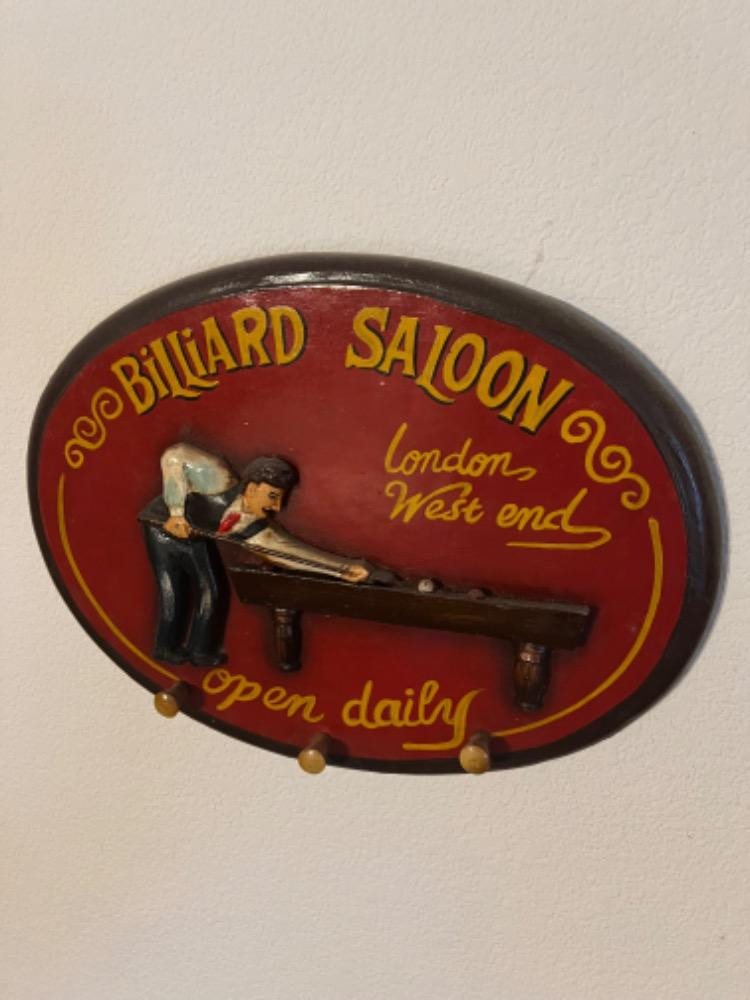 BiLLiARD SALOON
London,
West end
open daily